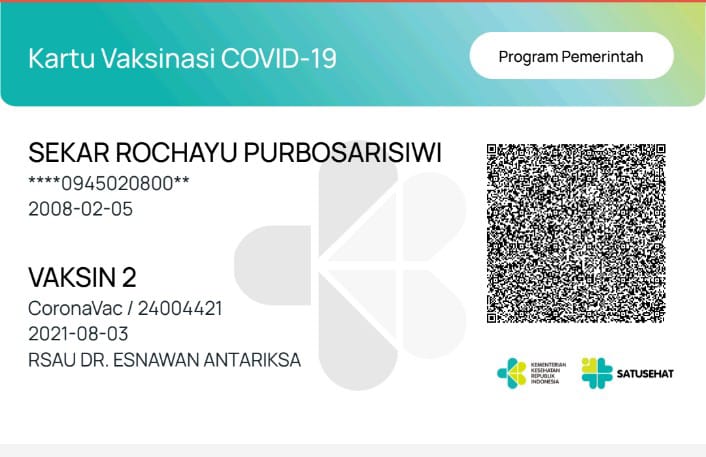 Kartu Vaksinasi COVID-19
Program Pemerintah
SEKAR ROCHAYU PURBOSARISIWI
****0945020800**
2008-02-05
VAKSIN 2
CoronaVac / 24004421
2021-08-03
RSAU DR. ESNAWAN ANTARIKSA
KEMENTERIAN
KESEHATAN
REPUBLIK
INDONESIA
SATUSEHAT